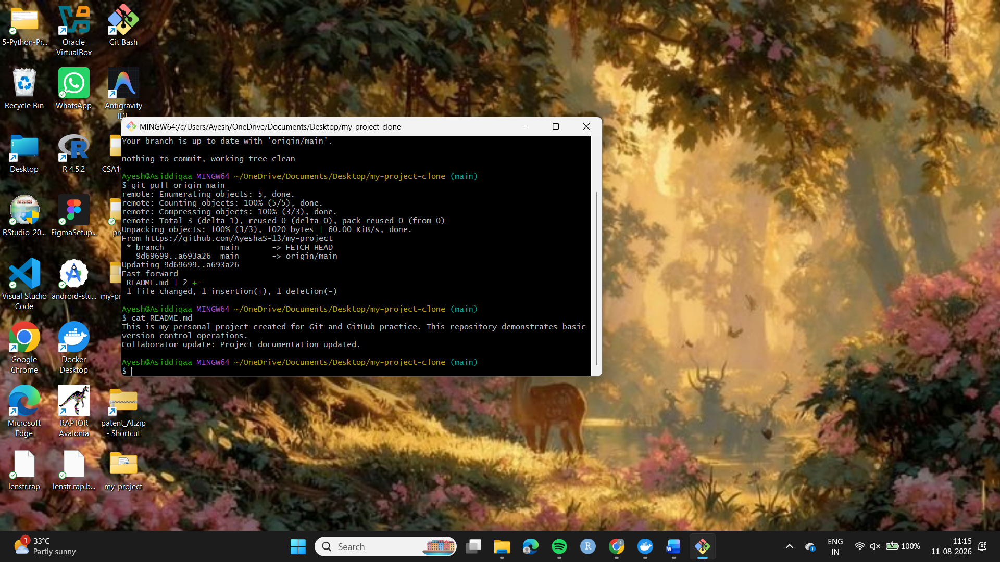 5-Python-Pr...
Oracle
VirtualBox
Git Bash
Recycle Bin
WhatsApp
Antigravity
IDE
Desktop
R 4.5.2
CSA10
RStudio-20...
FigmaSetup...
pr
Visual Studio
Code
android-stu...
my-pr
Google
Chrome
Docker
Desktop
Microsoft
Edge
RAPTOR
Avalonia
patent_AI.zip
- Shortcut
lenstr.rap
lenstr.rap.b...
my-project
MINGW64:/c/Users/Ayesh/OneDrive/Documents/Desktop/my-project-clone
Your branch is up to date with 'origin/main'.
nothing to commit, working tree clean
Ayesh@Asiddiqaa MINGW64 ~/OneDrive/Documents/Desktop/my-project-clone (main)
$ git pull origin main
remote: Enumerating objects: 5, done.
remote: Counting objects: 100% (5/5), done.
remote: Compressing objects: 100% (3/3), done.
remote: Total 3 (delta 1), reused 0 (delta 0), pack-reused 0 (from 0)
Unpacking objects: 100% (3/3), 1020 bytes | 60.00 KiB/s, done.
From https://github.com/AyeshaS-13/my-project
* branch main -> FETCH_HEAD
9d69699..a693a26 main -> origin/main
Updating 9d69699..a693a26
Fast-forward
README.md | 2 +-
1 file changed, 1 insertion(+), 1 deletion(-)
Ayesh@Asiddiqaa MINGW64 ~/OneDrive/Documents/Desktop/my-project-clone (main)
$ cat README.md
This is my personal project created for Git and GitHub practice. This repository demonstrates basic
version control operations.
Collaborator update: Project documentation updated.
Ayesh@Asiddiqaa MINGW64 ~/OneDrive/Documents/Desktop/my-project-clone (main)
$
1
33°C
Partly sunny
Search
ENG
IN
100%
11:15
11-08-2026